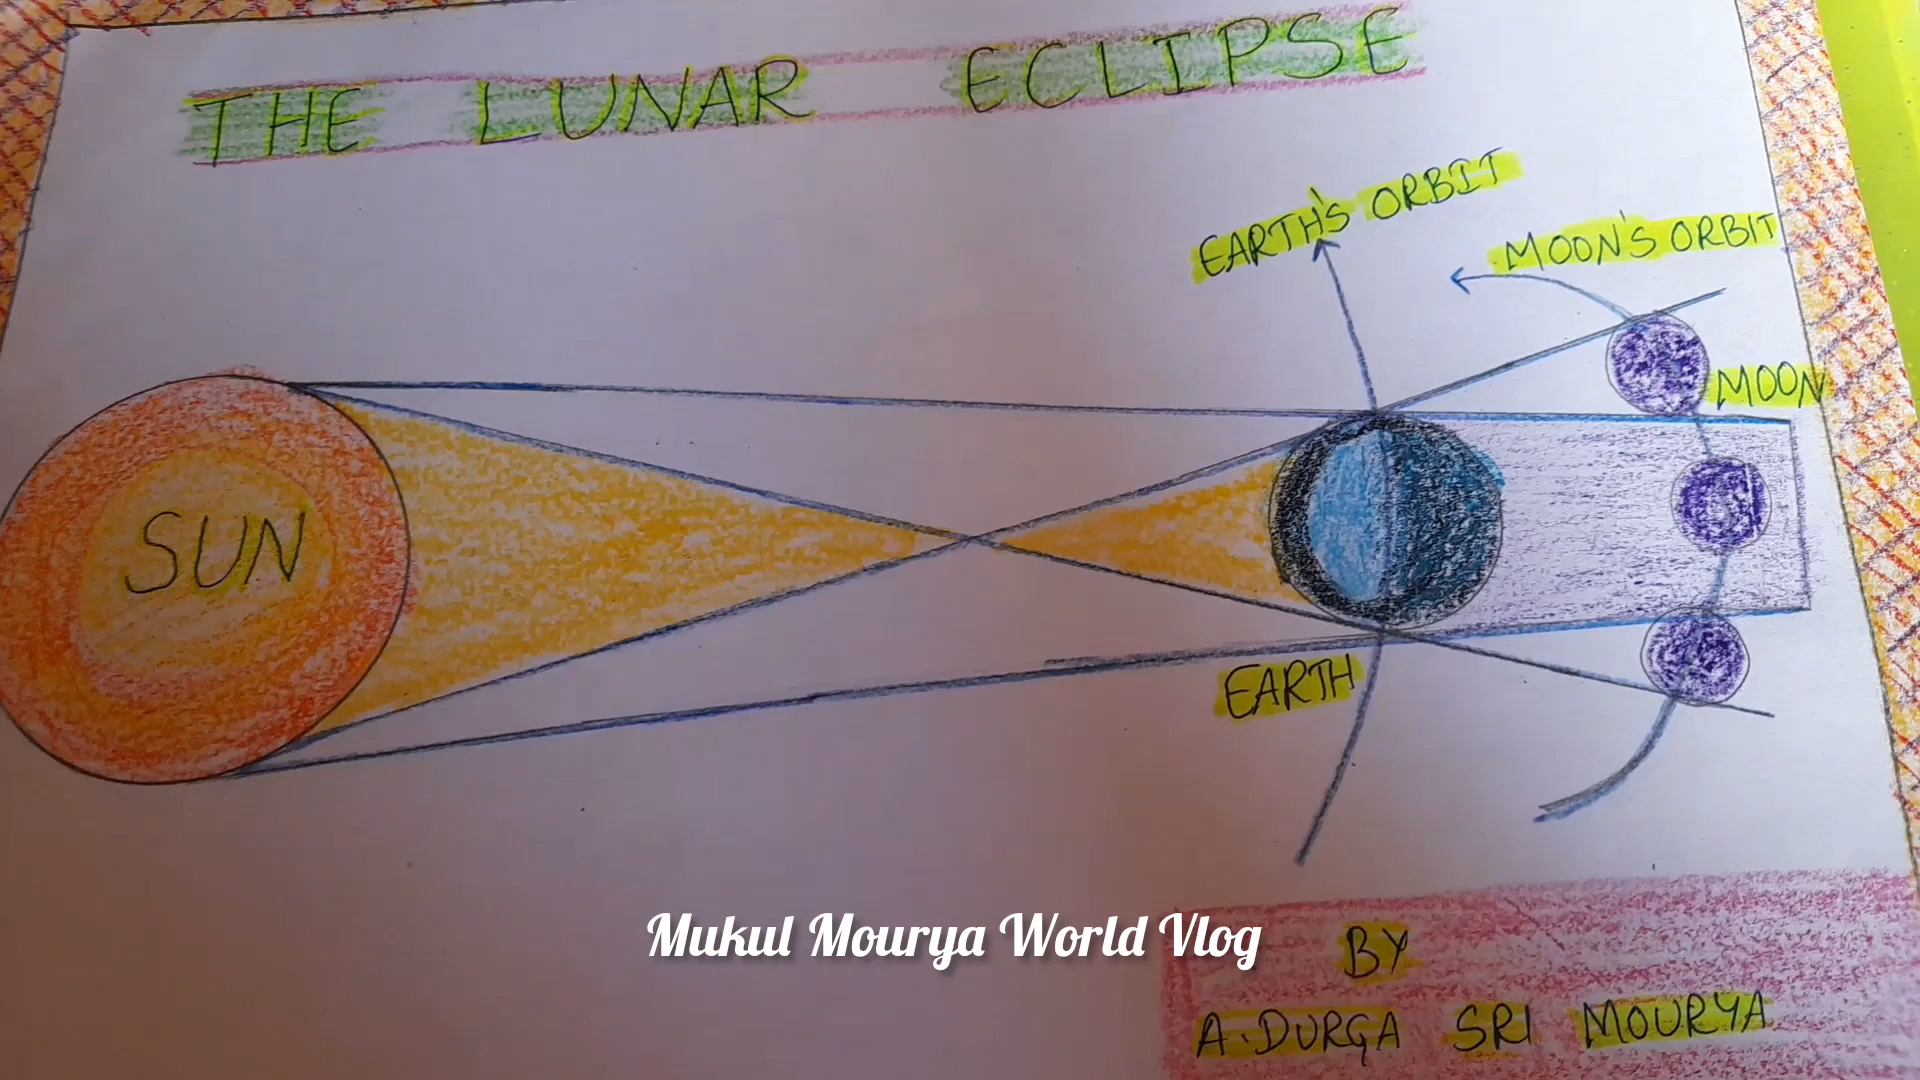 THE LUNAR ECLIPSE
EARTH'S ORBIT
MOON'S ORBIT
MOON
SUN
EARTH
Mukul Mourya World Vlog
BY
A. DURGA SRI MOURYA